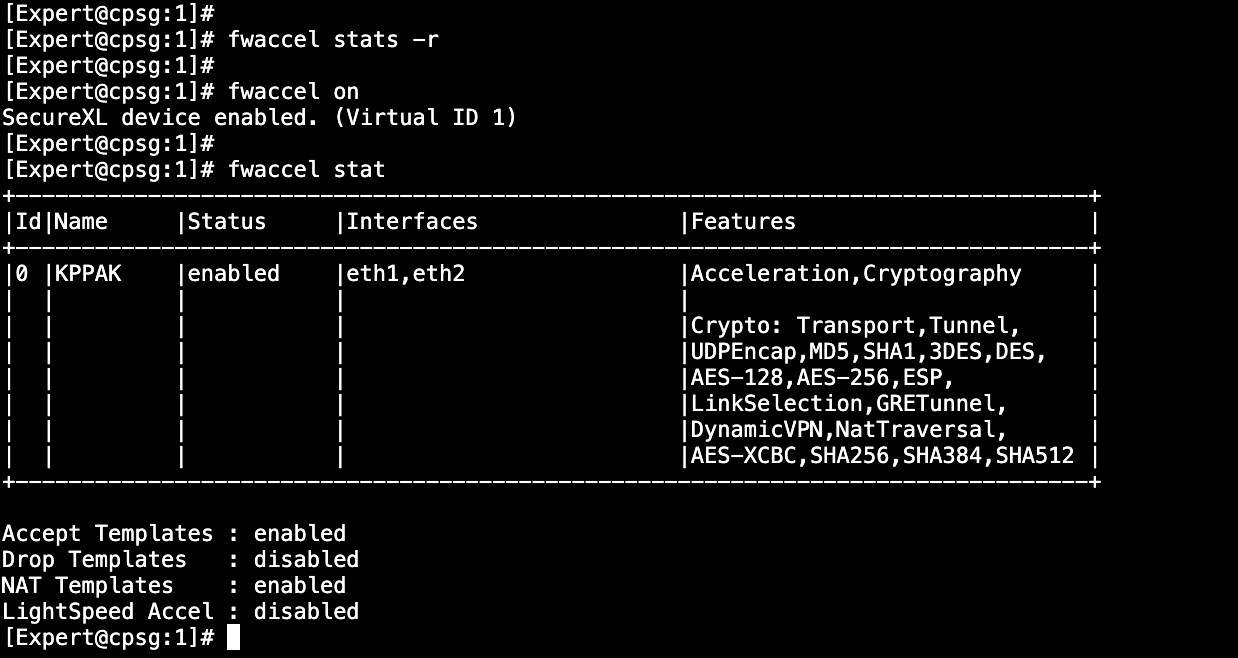 [Expert@cpsg:1]#
[Expert@cpsg:1]# fwaccel stats -r
[Expert@cpsg:1]#
[Expert@cpsg:1]# fwaccel on
SecureXL device enabled. (Virtual ID 1)
[Expert@cpsg:1]#
[Expert@cpsg:1]# fwaccel stat
+---------------------------------------------------------------------------------+
|Id|Name     |Status     |Interfaces               |Features                      |
+---------------------------------------------------------------------------------+
|0 |KPPAK    |enabled    |eth1,eth2                |Acceleration,Cryptography     |
|  |         |           |                         |                              |
|  |         |           |                         |Crypto: Transport,Tunnel,     |
|  |         |           |                         |UDPEncap,MD5,SHA1,3DES,DES,   |
|  |         |           |                         |AES-128,AES-256,ESP,          |
|  |         |           |                         |LinkSelection,GRETunnel,      |
|  |         |           |                         |DynamicVPN,NatTraversal,      |
|  |         |           |                         |AES-XCBC,SHA256,SHA384,SHA512 |
+---------------------------------------------------------------------------------+
Accept Templates : enabled
Drop Templates   : disabled
NAT Templates    : enabled
LightSpeed Accel : disabled
[Expert@cpsg:1]#